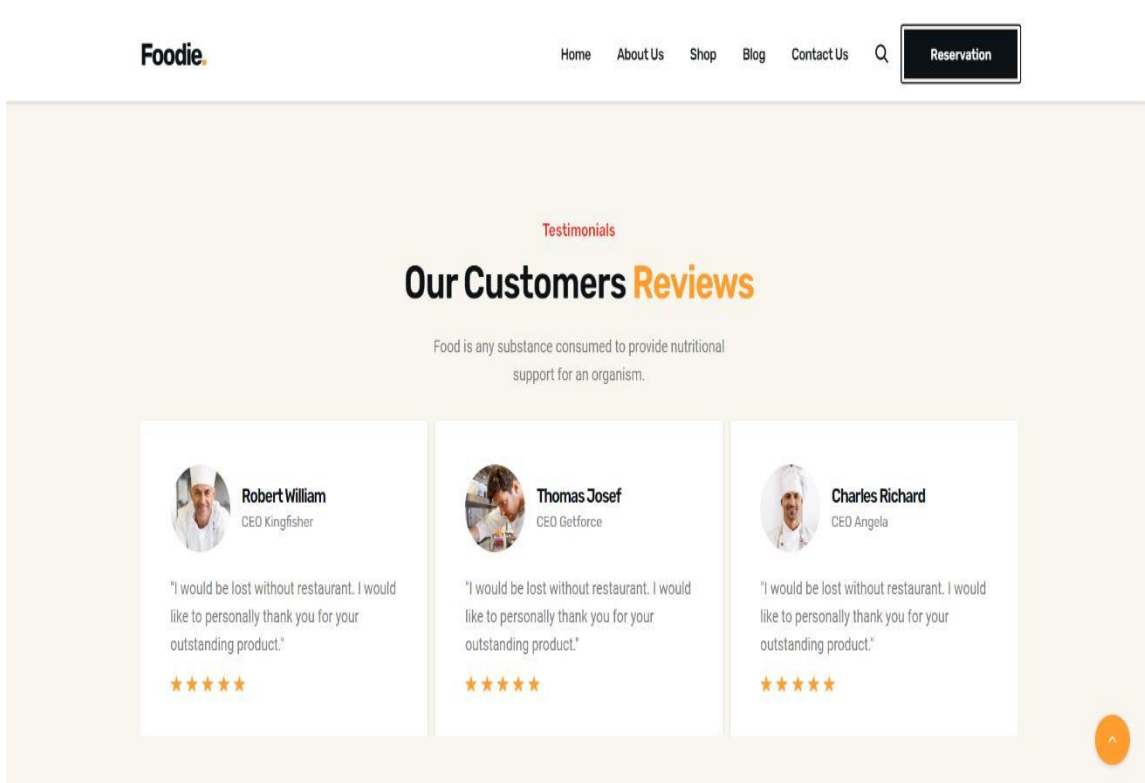 Foodie.
Home About Us Shop Blog Contact Us Reservation
Testimonials
Our Customers Reviews
Food is any substance consumed to provide nutritional
support for an organism.
Robert William
CEO Kingfisher
"I would be lost without restaurant. I would
like to personally thank you for your
outstanding product."
Thomas Josef
CEO Getforce
"I would be lost without restaurant. I would
like to personally thank you for your
outstanding product."
Charles Richard
CEO Angela
"I would be lost without restaurant. I would
like to personally thank you for your
outstanding product."